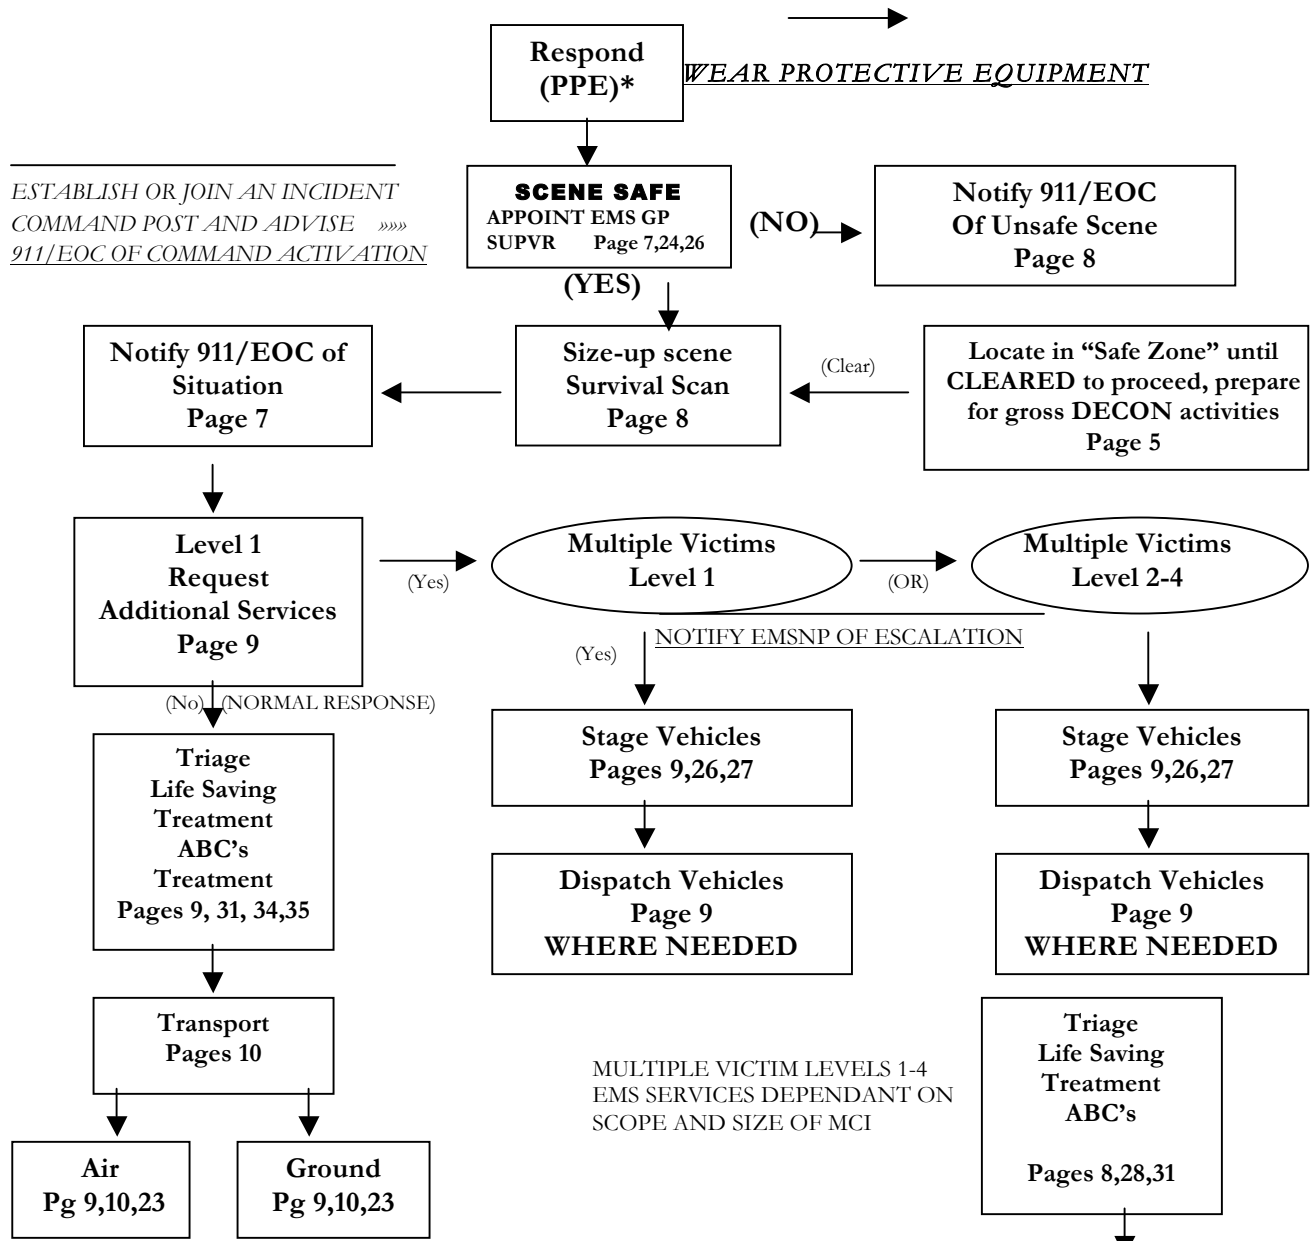 Respond
(PPE)*
WEAR PROTECTIVE EQUIPMENT
ESTABLISH OR JOIN AN INCIDENT
COMMAND POST AND ADVISE »»»
911/EOC OF COMMAND ACTIVATION
SCENE SAFE
APPOINT EMS GP
SUPVR Page 7,24,26
(NO)
Notify 911/EOC
Of Unsafe Scene
Page 8
(YES)
Notify 911/EOC of
Situation
Page 7
Size-up scene
Survival Scan
Page 8
(Clear)
Locate in “Safe Zone” until
CLEARED to proceed, prepare
for gross DECON activities
Page 5
Level 1
Request
Additional Services
Page 9
(Yes)
Multiple Victims
Level 1
(OR)
Multiple Victims
Level 2-4
NOTIFY EMSNP OF ESCALATION
(Yes)
(No) (NORMAL RESPONSE)
Triage
Life Saving
Treatment
ABC’s
Treatment
Pages 9, 31, 34,35
Stage Vehicles
Pages 9,26,27
Stage Vehicles
Pages 9,26,27
Dispatch Vehicles
Page 9
WHERE NEEDED
Dispatch Vehicles
Page 9
WHERE NEEDED
Transport
Pages 10
MULTIPLE VICTIM LEVELS 1-4
EMS SERVICES DEPENDANT ON
SCOPE AND SIZE OF MCI
Triage
Life Saving
Treatment
ABC’s
Pages 8,28,31
Air
Pg 9,10,23
Ground
Pg 9,10,23